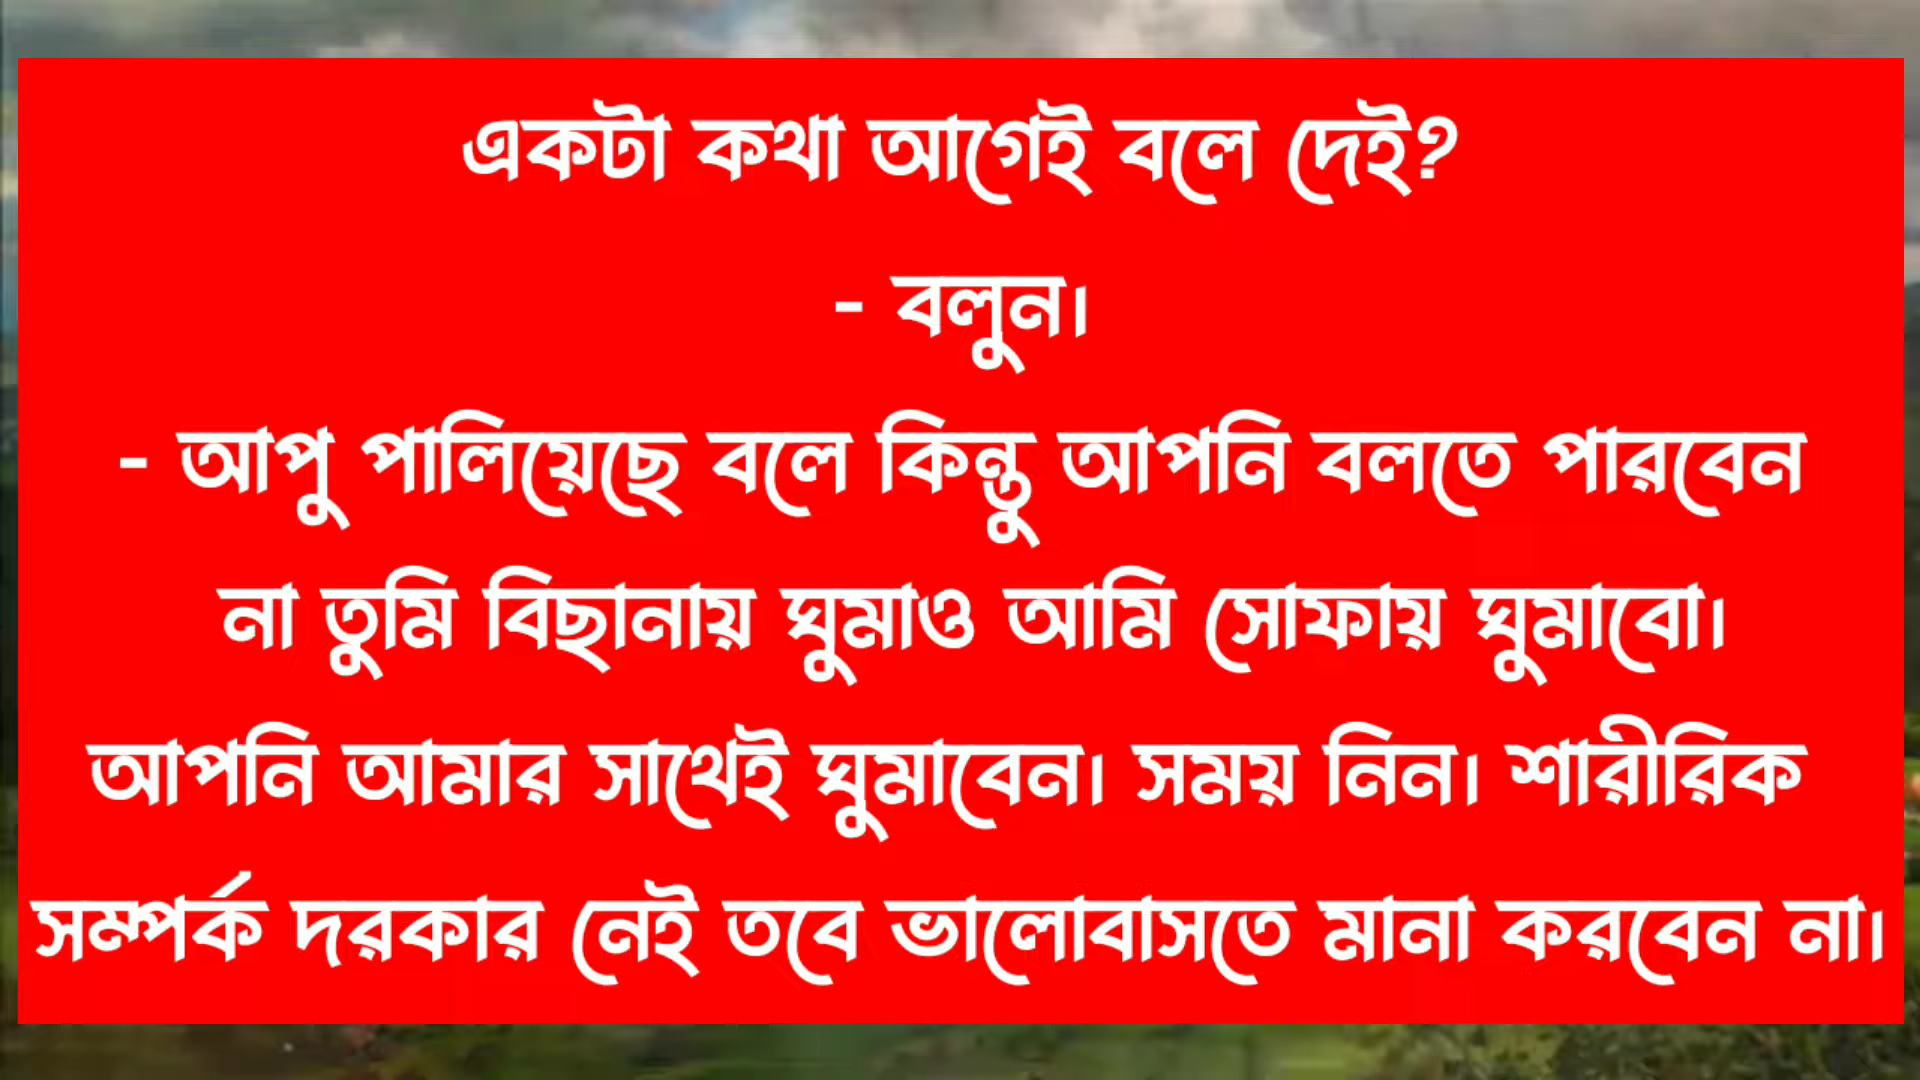 একটা কথা আগেই বলে দেই?
- বলুন।
- আপু পালিয়েছে বলে কিন্তু আপনি বলতে পারবেন
না তুমি বিছানায় ঘুমাও আমি সোফায় ঘুমাবো।
আপনি আমার সাথেই ঘুমাবেন। সময় নিন। শারীরিক
সম্পর্ক দরকার নেই তবে ভালোবাসতে মানা করবেন না।